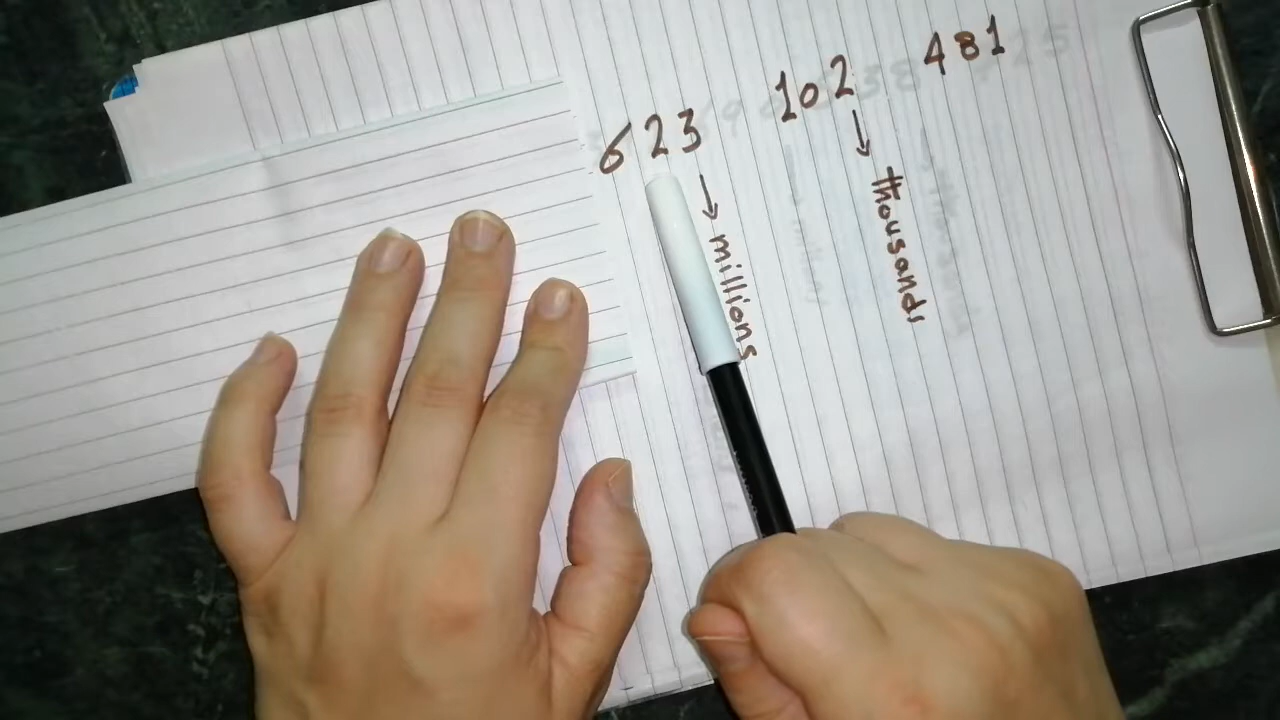 623 102 481
↓ millions ↓ thousands